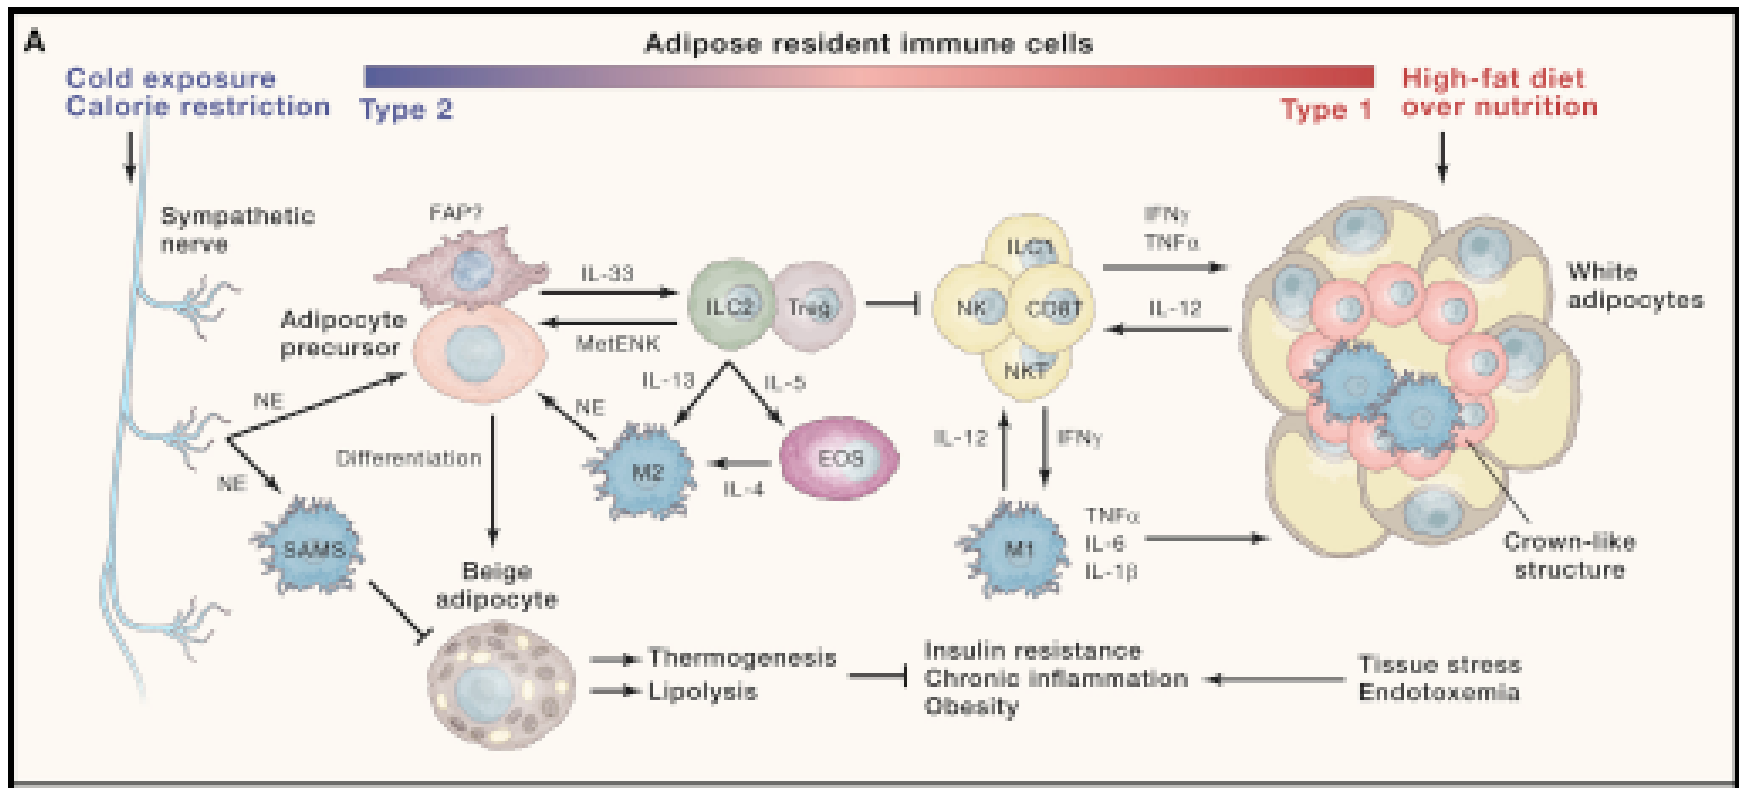 A
Adipose resident immune cells
Cold exposure
Calorie restriction
Type 2
Type 1
High-fat diet
over nutrition
Sympathetic
nerve
FAP?
IL-33
MetENK
Adipocyte
precursor
ILC2
Treg
ILC1
NK
CD8T
NKT
IFNγ
TNFα
IL-12
White
adipocytes
IL-13
IL-5
NE
NE
NE
Differentiation
M2
EOS
IL-4
IL-12
IFNγ
SAMS
M1
TNFα
IL-6
IL-1β
Crown-like
structure
Beige
adipocyte
Thermogenesis
Lipolysis
Insulin resistance
Chronic inflammation
Obesity
Tissue stress
Endotoxemia